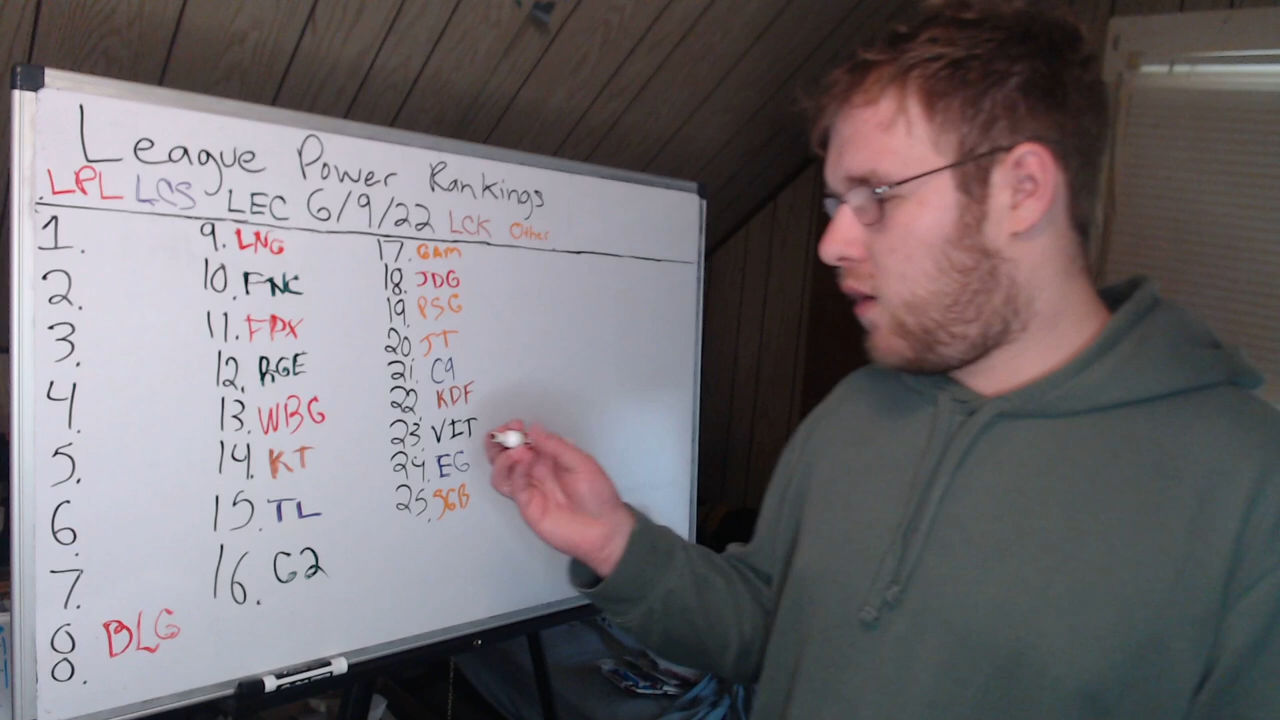 League Power Rankings
LPL LCS LEC 6/9/22 LCK Other
1.
2.
3.
4.
5.
6.
7.
8. BLG
9. LNG
10. FNC
11. FPX
12. RGE
13. WBG
14. KT
15. TL
16. G2
17. GAM
18. JDG
19. PSG
20. JT
21. C9
22. KDF
23. VIT
24. EG
25. SGB